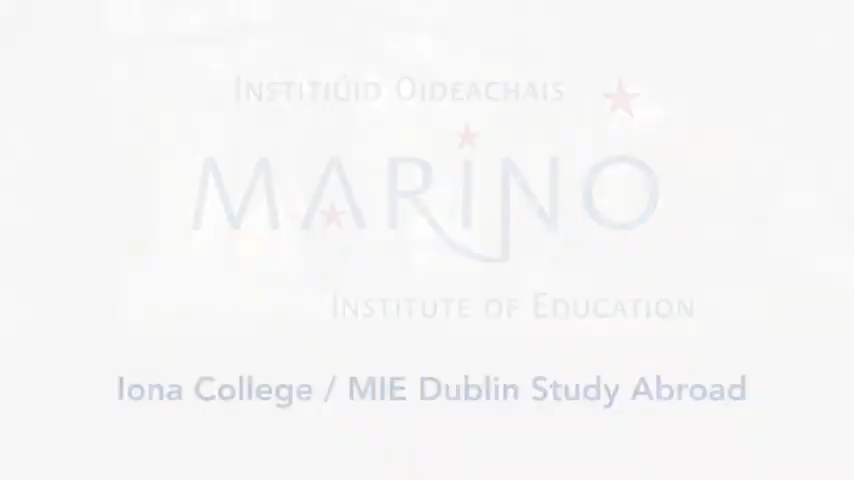 INSTITIÚID OIDEACHAIS
MARINO
INSTITUTE OF EDUCATION
Iona College / MIE Dublin Study Abroad